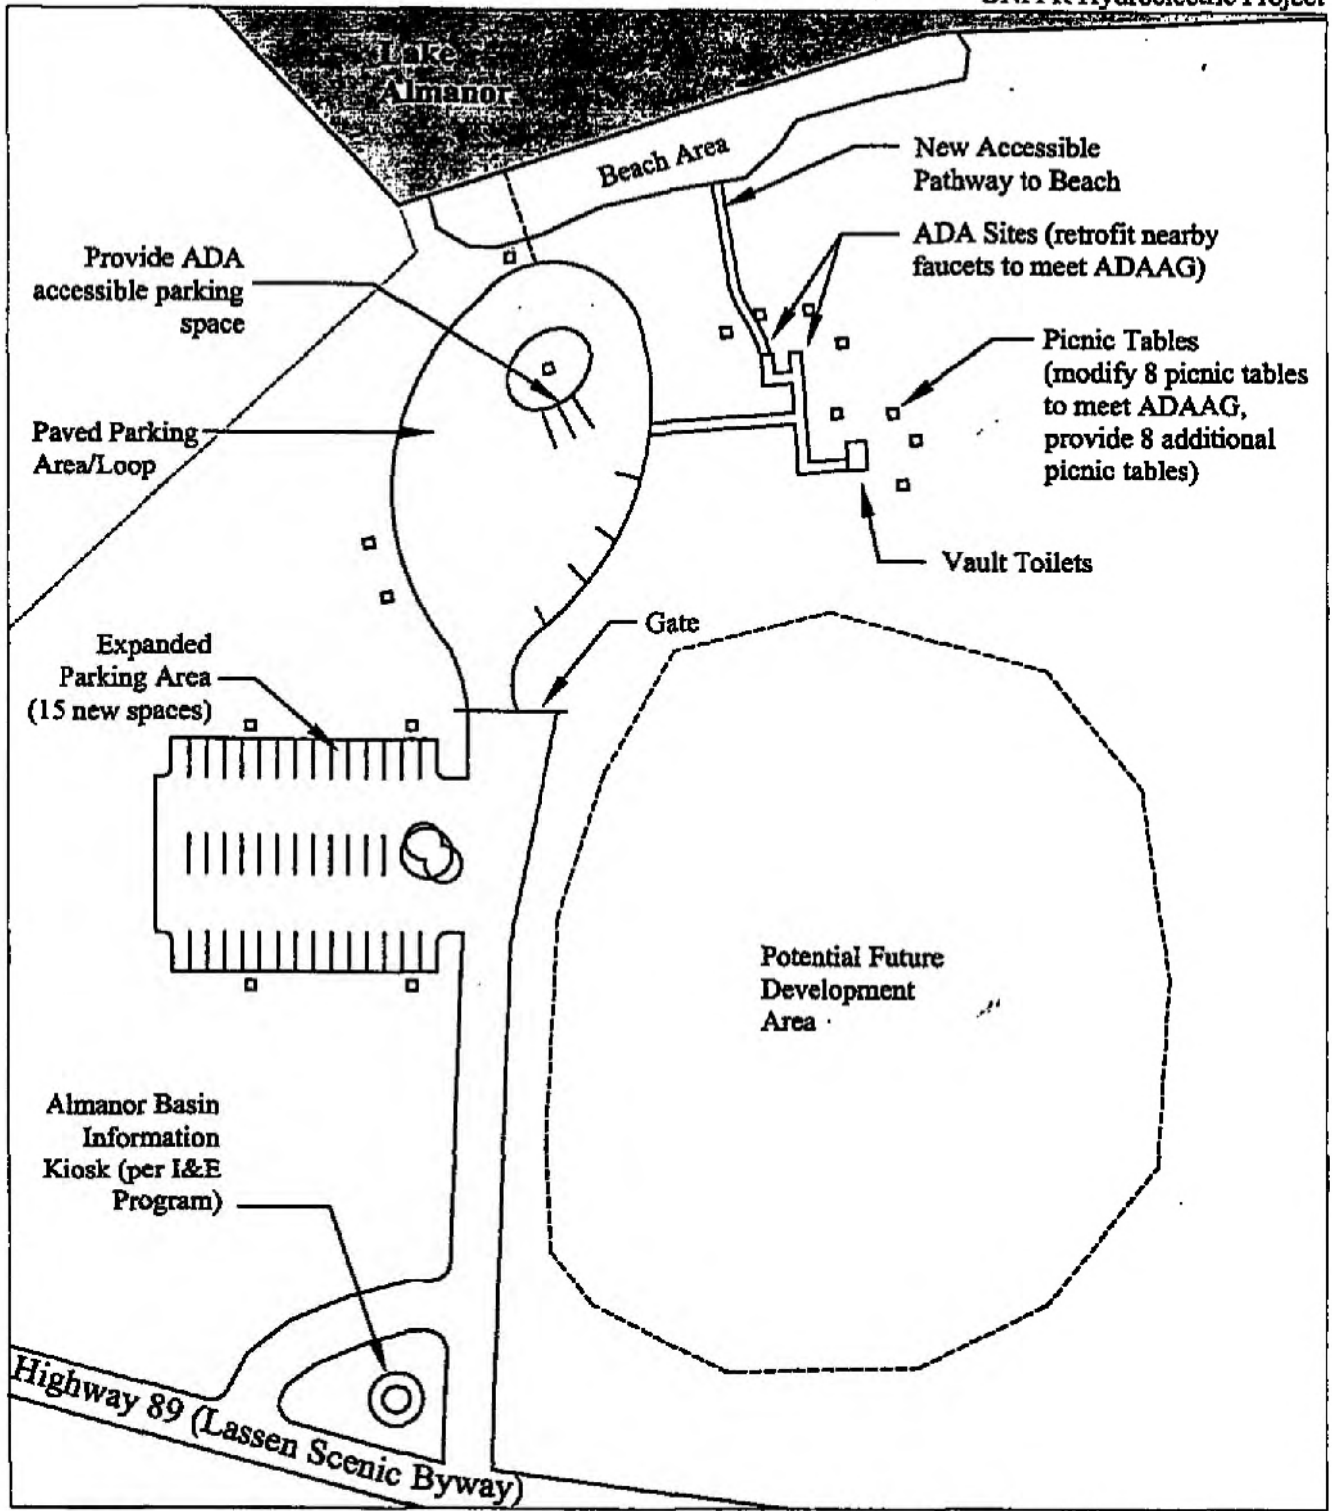 Hydroelectric Project
Lake
Almanor
Beach Area
New Accessible
Pathway to Beach
ADA Sites (retrofit nearby
faucets to meet ADAAG)
Provide ADA
accessible parking
space
Picnic Tables
(modify 8 picnic tables
to meet ADAAG,
provide 8 additional
picnic tables)
Paved Parking
Area/Loop
Vault Toilets
Gate
Expanded
Parking Area
(15 new spaces)
Potential Future
Development
Area
Almanor Basin
Information
Kiosk (per I&E
Program)
Highway 89 (Lassen Scenic Byway)